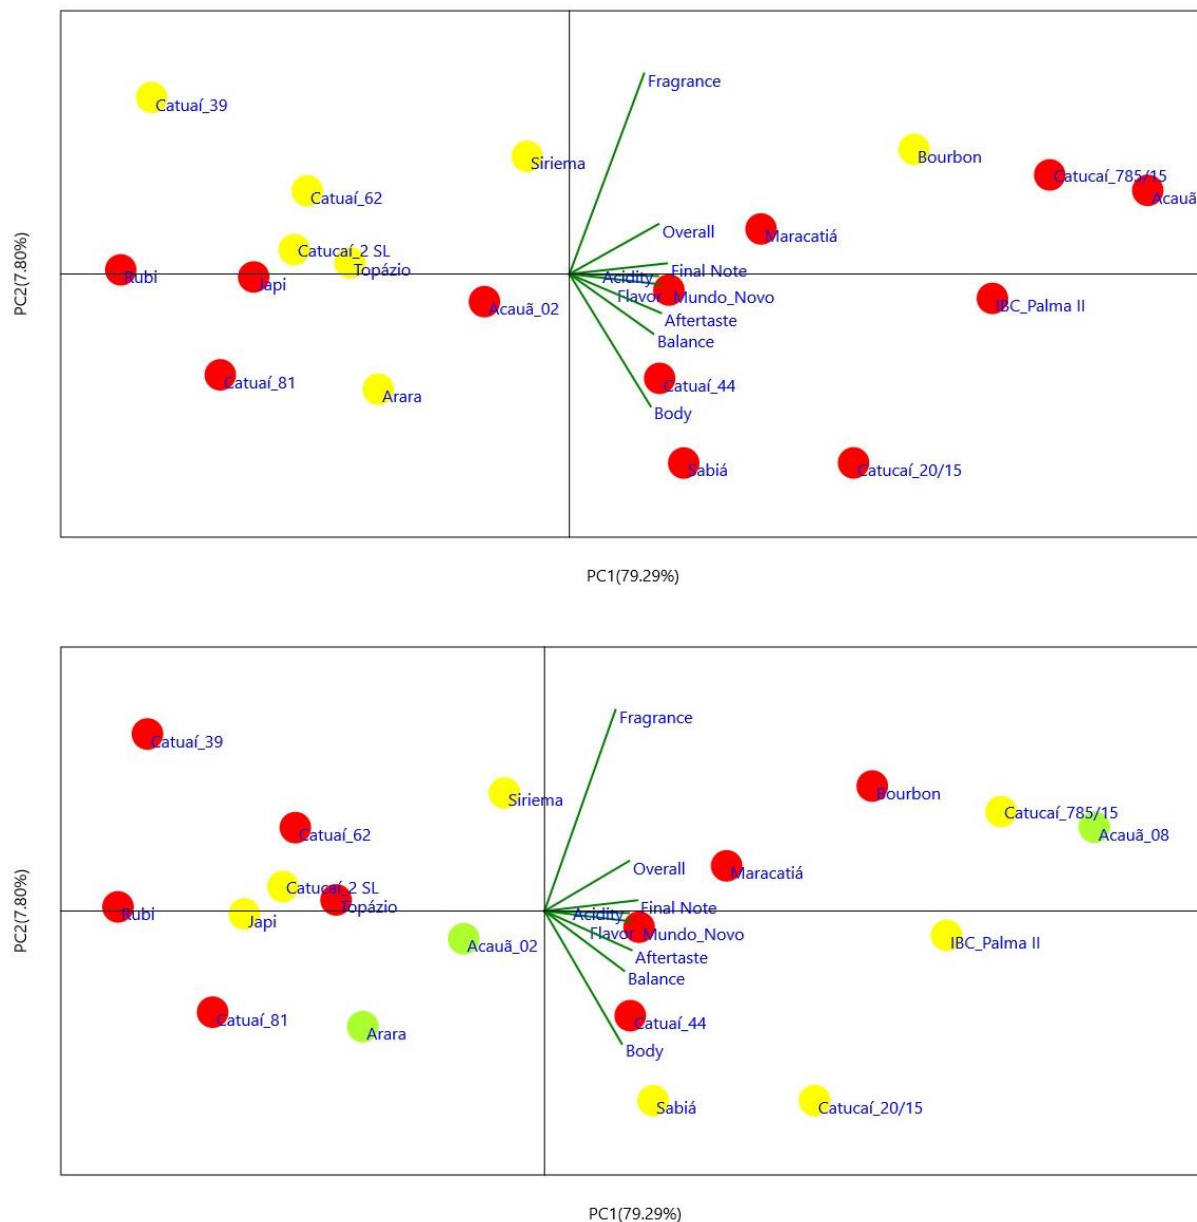 Fragrance
Catuaí_39
Siriema
Bourbon
Catucaí_785/15
Catuaí_62
Acauã
Overall
Maracatiá
Catucaí_2 SL
Topázio
Final Note
Rubi
Japi
Acidity
Flavor
Mundo_Novo
Acauã_02
IBC_Palma II
Aftertaste
Balance
Catuaí_81
Arara
Catuaí_44
Body
Sabiá
Catucaí_20/15
PC2(7.80%)
PC1(79.29%)
Fragrance
Catuaí_39
Siriema
Bourbon
Catucaí_785/15
Catuaí_62
Acauã_08
Overall
Maracatiá
Catucaí_2 SL
Topázio
Final Note
Rubi
Japi
Acidity
Flavor
Mundo_Novo
Acauã_02
IBC_Palma II
Aftertaste
Balance
Catuaí_81
Arara
Catuaí_44
Body
Sabiá
Catucaí_20/15
PC2(7.80%)
PC1(79.29%)